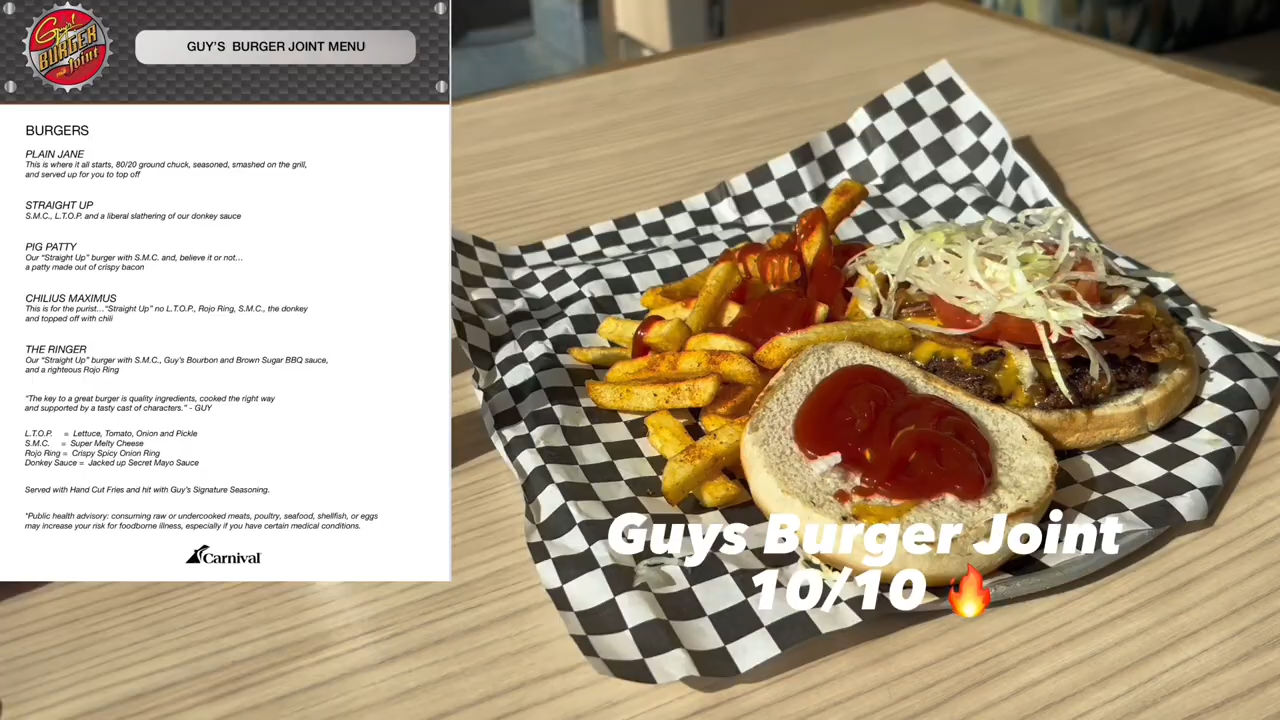 Guy's
BURGER
Joint
GUY'S BURGER JOINT MENU
BURGERS
PLAIN JANE
This is where it all starts, 80/20 ground chuck, seasoned, smashed on the grill,
and served up for you to top off
STRAIGHT UP
S.M.C., L.T.O.P. and a liberal slathering of our donkey sauce
PIG PATTY
Our "Straight Up" burger with S.M.C. and, believe it or not…
a patty made out of crispy bacon
CHILIUS MAXIMUS
This is for the purist…"Straight Up" no L.T.O.P., Rojo Ring, S.M.C., the donkey
and topped off with chili
THE RINGER
Our "Straight Up" burger with S.M.C., Guy's Bourbon and Brown Sugar BBQ sauce,
and a righteous Rojo Ring
"The key to a great burger is quality ingredients, cooked the right way
and supported by a tasty cast of characters." - GUY
L.T.O.P. = Lettuce, Tomato, Onion and Pickle
S.M.C. = Super Melty Cheese
Rojo Ring = Crispy Spicy Onion Ring
Donkey Sauce = Jacked up Secret Mayo Sauce
Served with Hand Cut Fries and hit with Guy's Signature Seasoning.
*Public health advisory: consuming raw or undercooked meats, poultry, seafood, shellfish, or eggs
may increase your risk for foodborne illness, especially if you have certain medical conditions.
Carnival
Guys Burger Joint
10/10 🔥